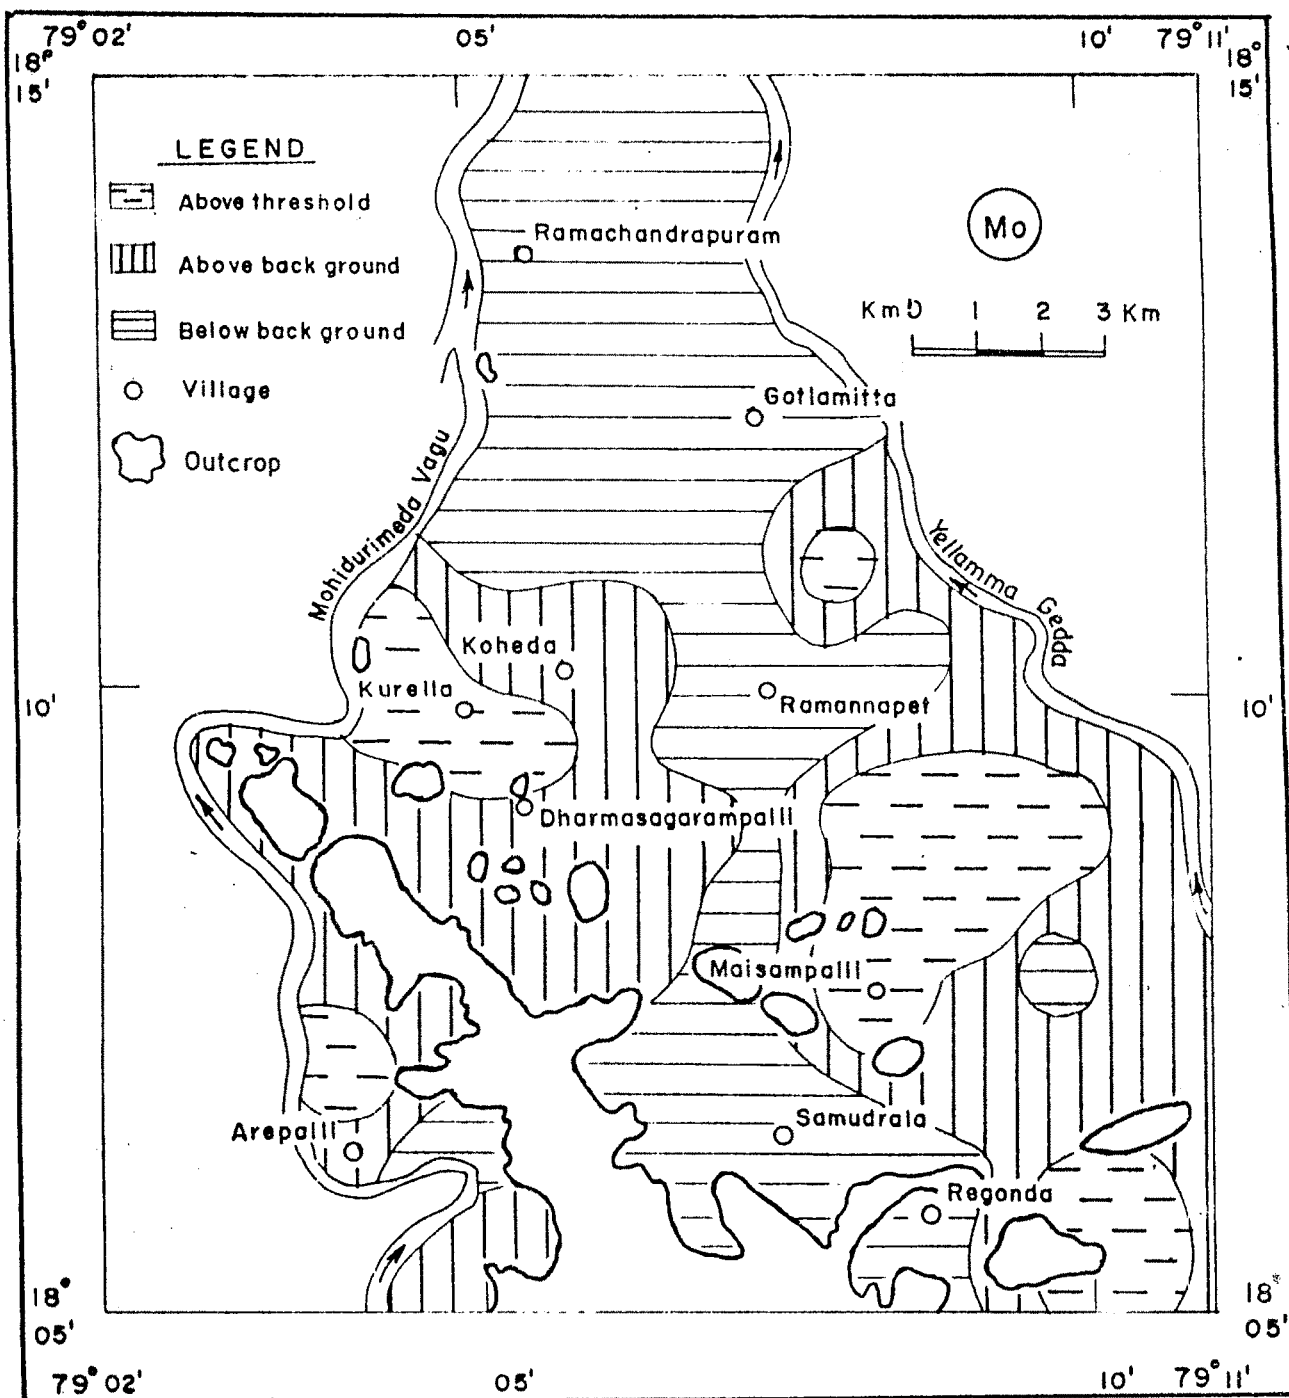 79° 02' 05' 10' 79° 11'
18° 15'
18° 15'
LEGEND
Above threshold
Above back ground
Below back ground
Village
Outcrop
Mo
Km 0 1 2 3 Km
Ramachandrapuram
Gotlamitta
Mohidurimeda Vagu
Yellamma Gedda
Koheda
Kurella
Ramannapet
10'
10'
Dharmasagarampalli
Maisampalli
Arepalli
Samudrala
Regonda
18° 05'
18° 05'
79° 02' 05' 10' 79° 11'